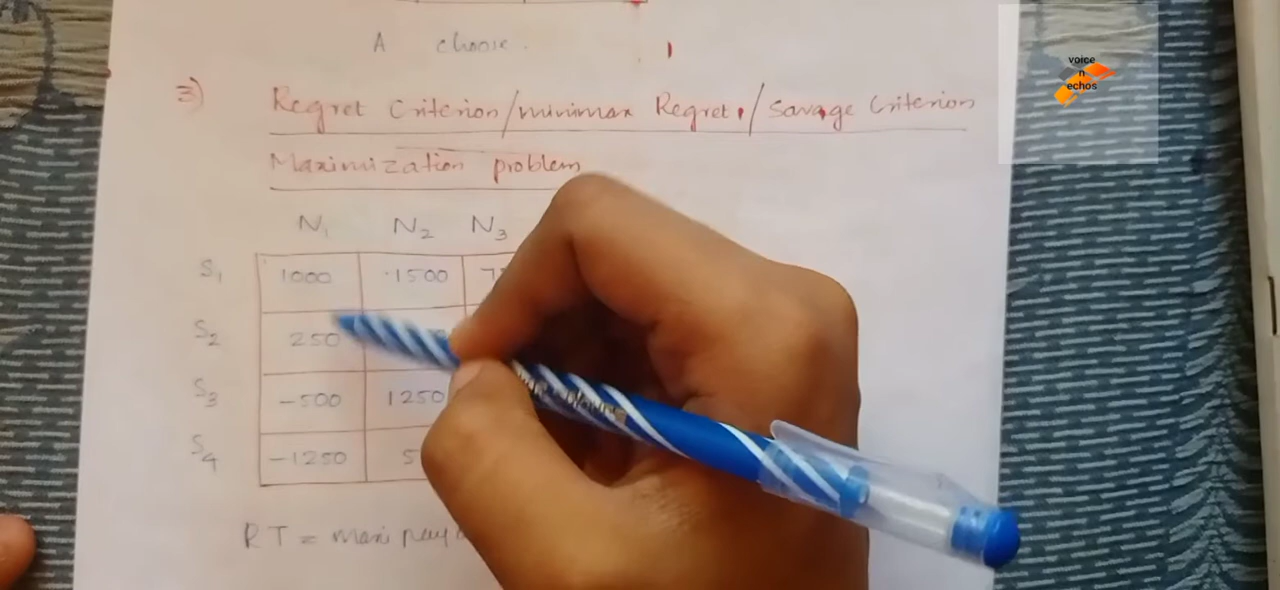 A choose.
3) Regret Criterion/minimax Regret/Savage Criterion
Maximization problem
N1 N2 N3
S1 1000 1500
S2 250
S3 -500 1250
S4 -1250
RT = maxi pay
voice
n
echos